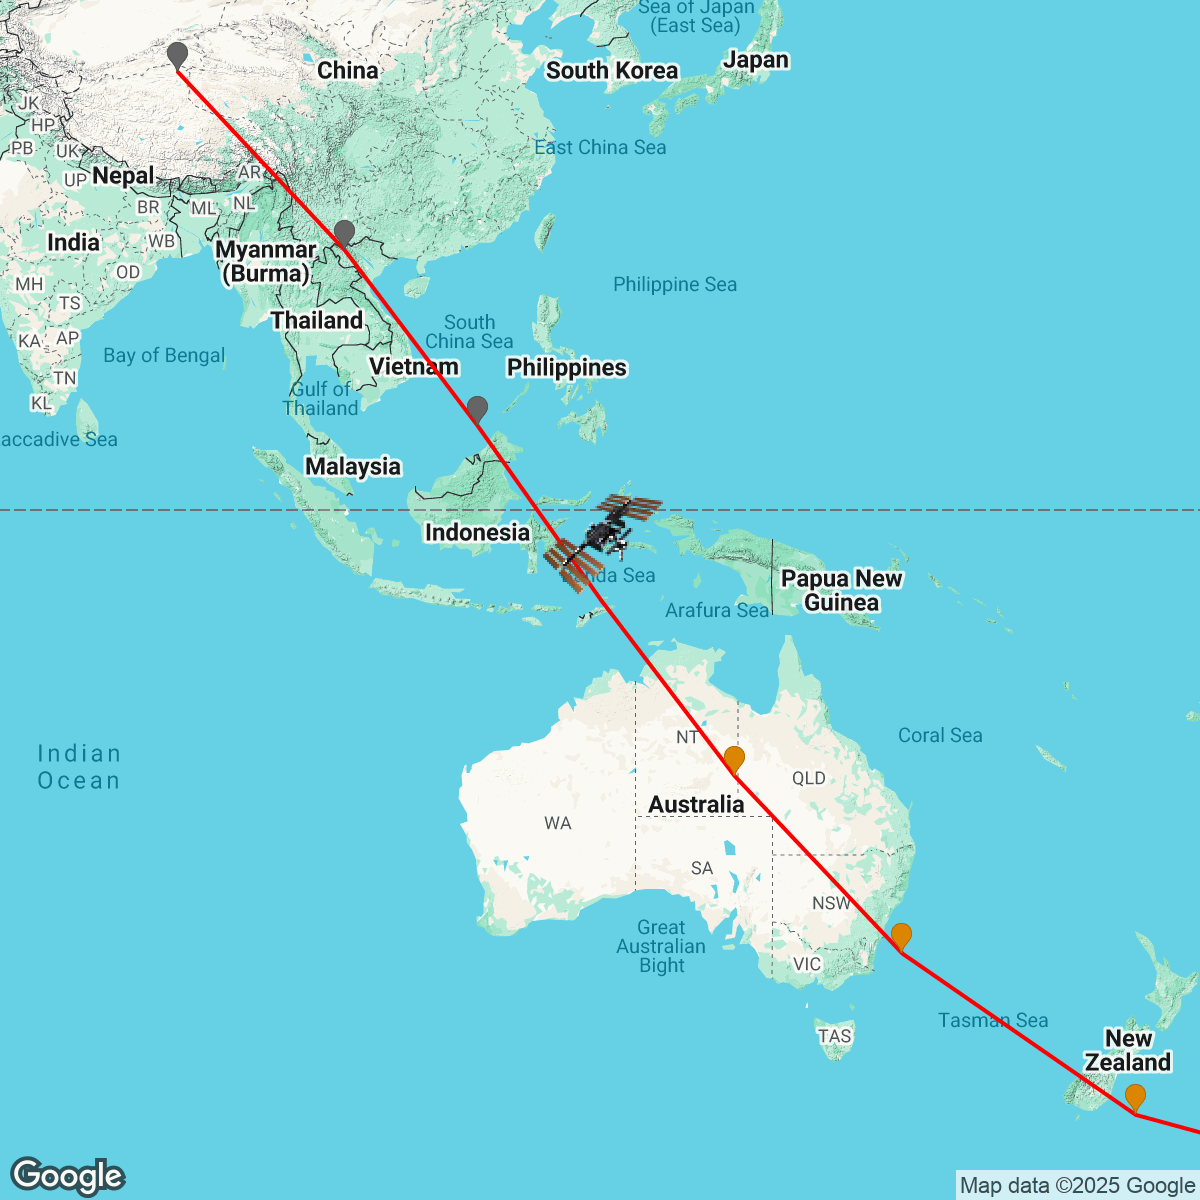 Sea of Japan
(East Sea)
China
South Korea
Japan
JK
HP
PB
UK
East China Sea
Nepal
UP
AR
BR
ML
NL
India
WB
Myanmar
(Burma)
OD
MH
TS
Philippine Sea
Thailand
South
China Sea
KA
AP
Bay of Bengal
Vietnam
Philippines
TN
KL
Gulf of
Thailand
accadive Sea
Malaysia
Indonesia
nda Sea
Papua New
Guinea
Arafura Sea
Indian
Ocean
NT
Coral Sea
QLD
Australia
WA
SA
NSW
Great
Australian
Bight
VIC
Tasman Sea
TAS
New
Zealand
Google
Map data ©2025 Google